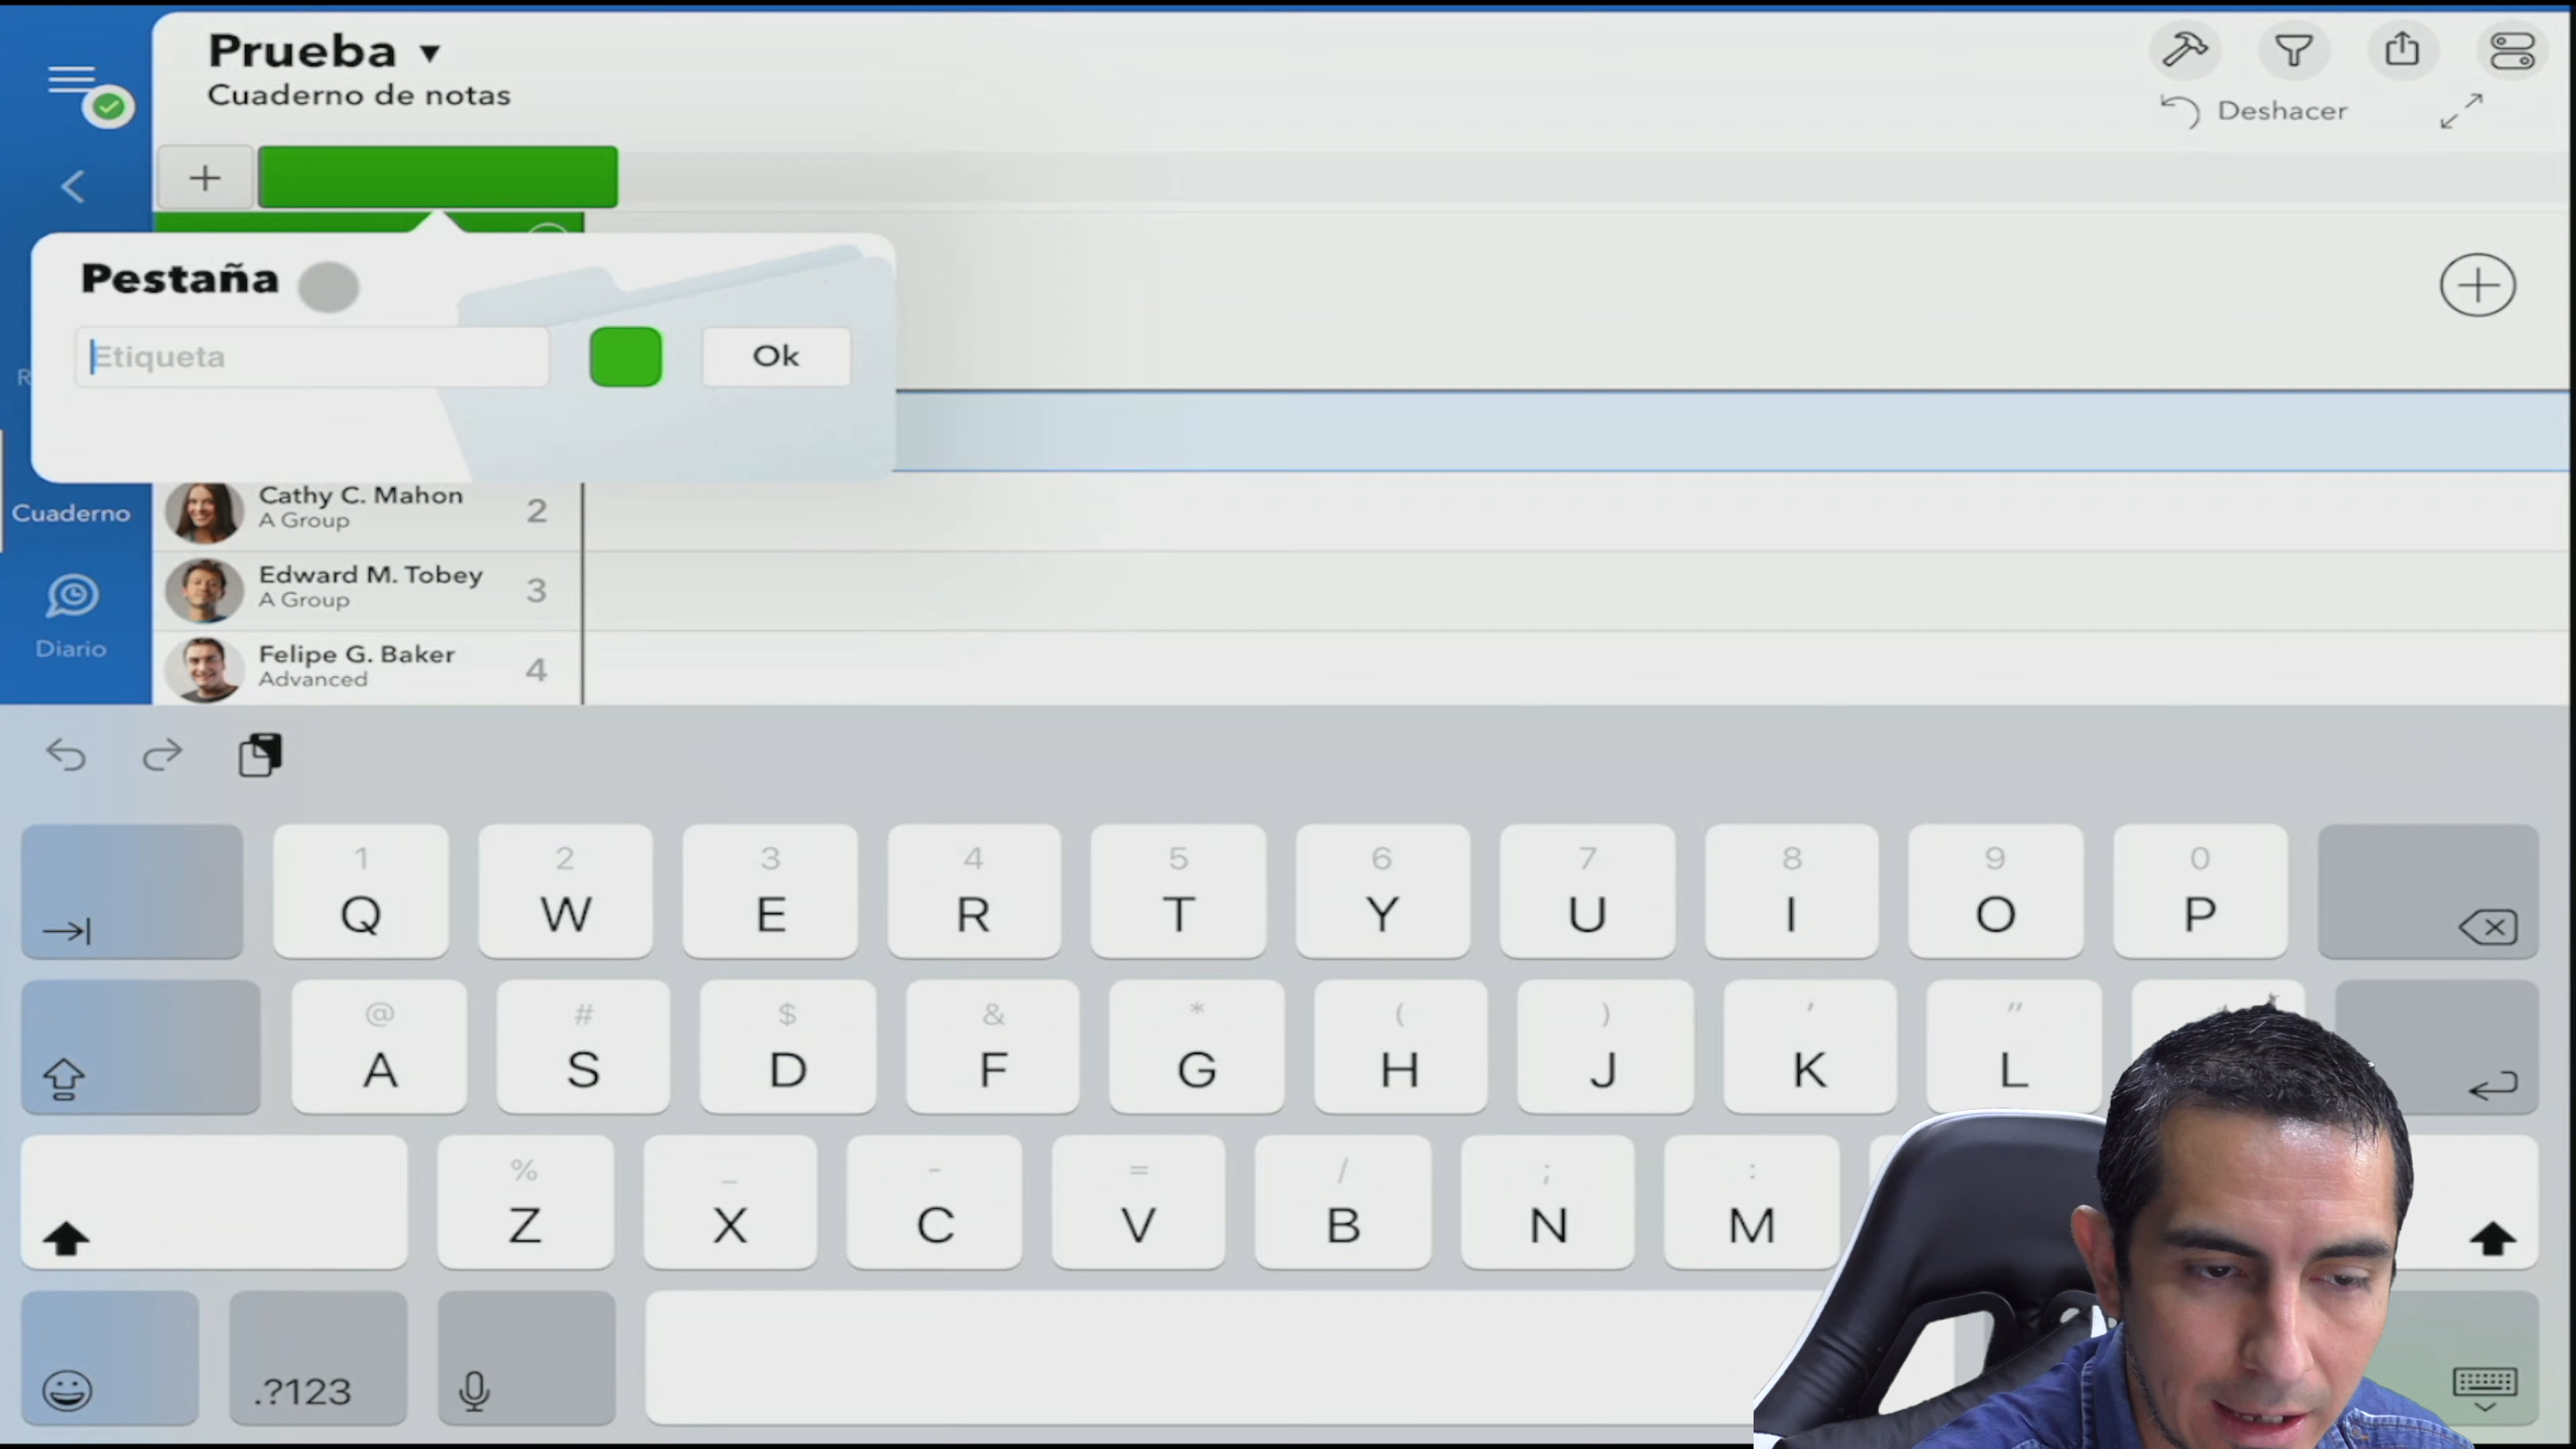 Prueba ▼
Cuaderno de notas
Deshacer
+
Pestaña
Etiqueta
Ok
R
Cuaderno
Diario
Cathy C. Mahon
A Group
2
Edward M. Tobey
A Group
3
Felipe G. Baker
Advanced
4
1 2 3 4 5 6 7 8 9 0
Q W E R T Y U I O P
@ # $ & * ( ) ' "
A S D F G H J K L
% _ - = / ; :
Z X C V B N M
.?123